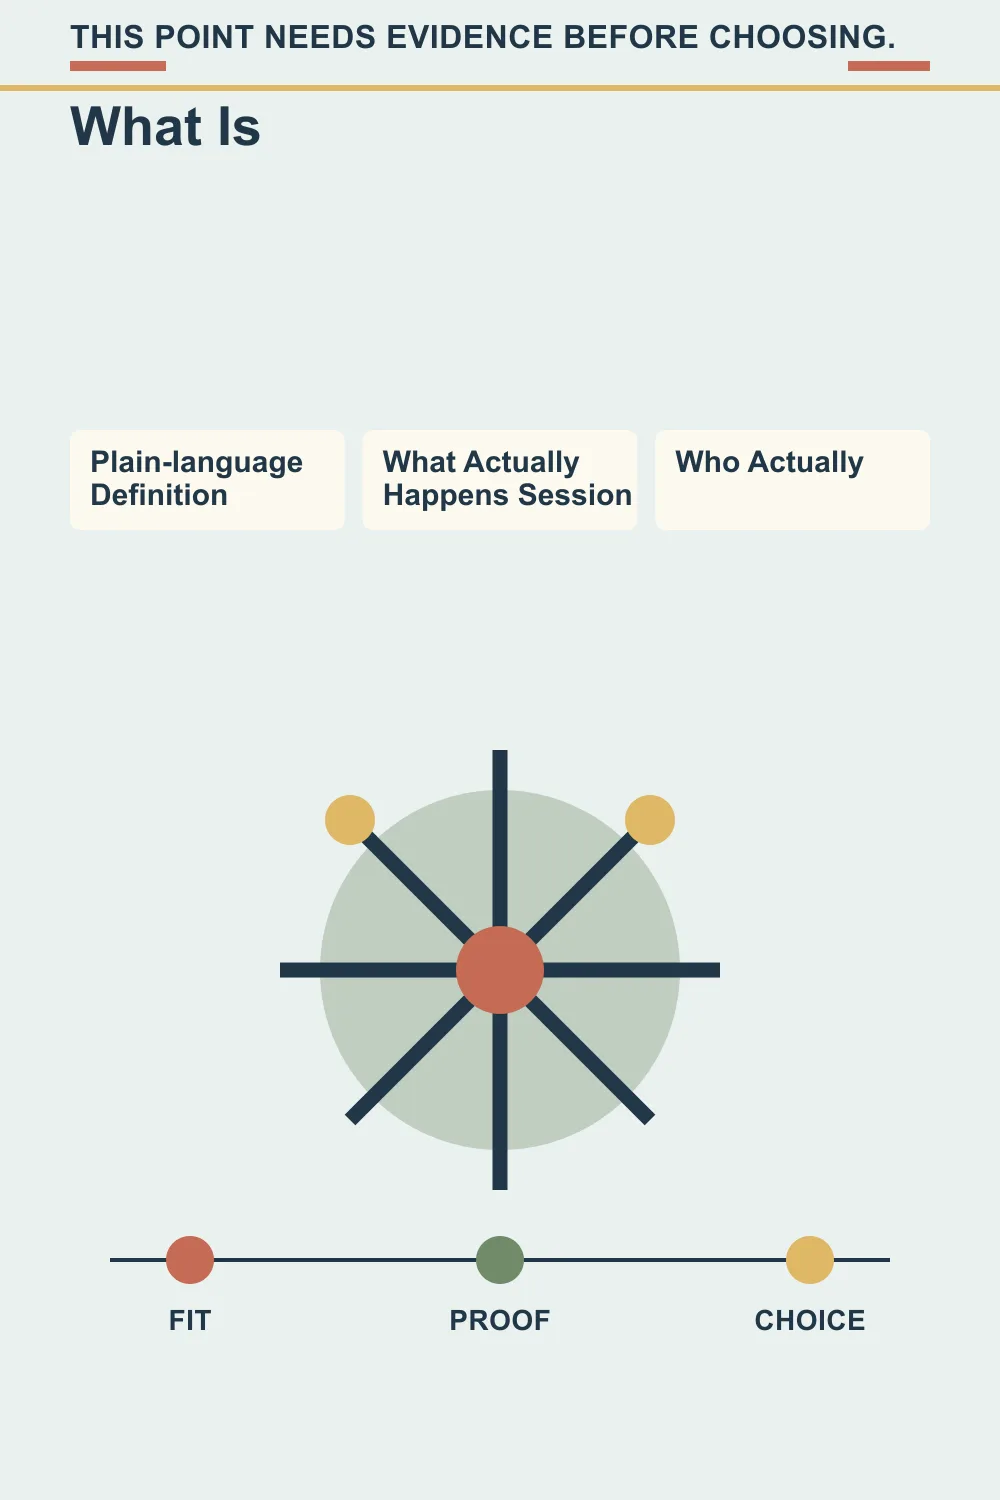 THIS POINT NEEDS EVIDENCE BEFORE CHOOSING.
What Is
Plain-language
Definition
What Actually
Happens Session
Who Actually
FIT
PROOF
CHOICE